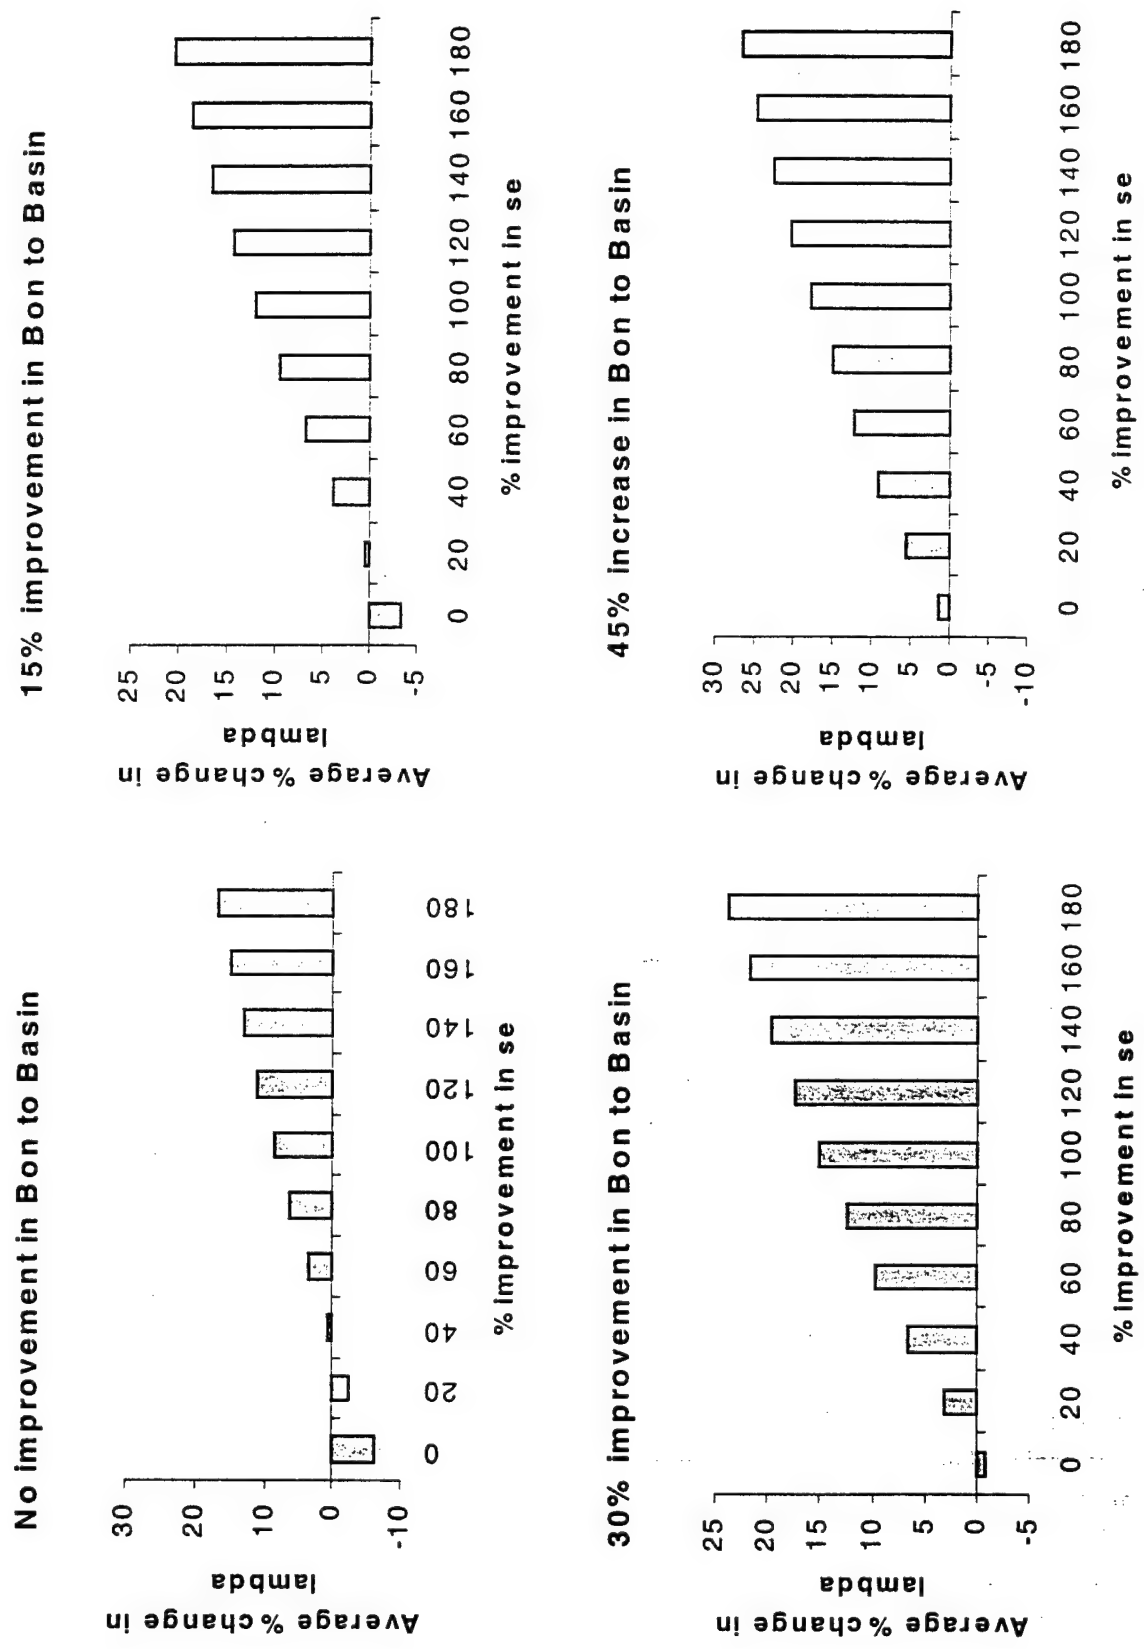 No improvement in Bon to Basin
Average % change in
lambda
30
20
10
0
-10
0 20 40 60 80 100 120 140 160 180
% improvement in se
15% improvement in Bon to Basin
Average % change in
lambda
25
20
15
10
5
0
-5
0 20 40 60 80 100 120 140 160 180
% improvement in se
30% improvement in Bon to Basin
Average % change in
lambda
25
20
15
10
5
0
-5
0 20 40 60 80 100 120 140 160 180
% improvement in se
45% increase in Bon to Basin
Average % change in
lambda
30
25
20
15
10
5
0
-5
-10
0 20 40 60 80 100 120 140 160 180
% improvement in se